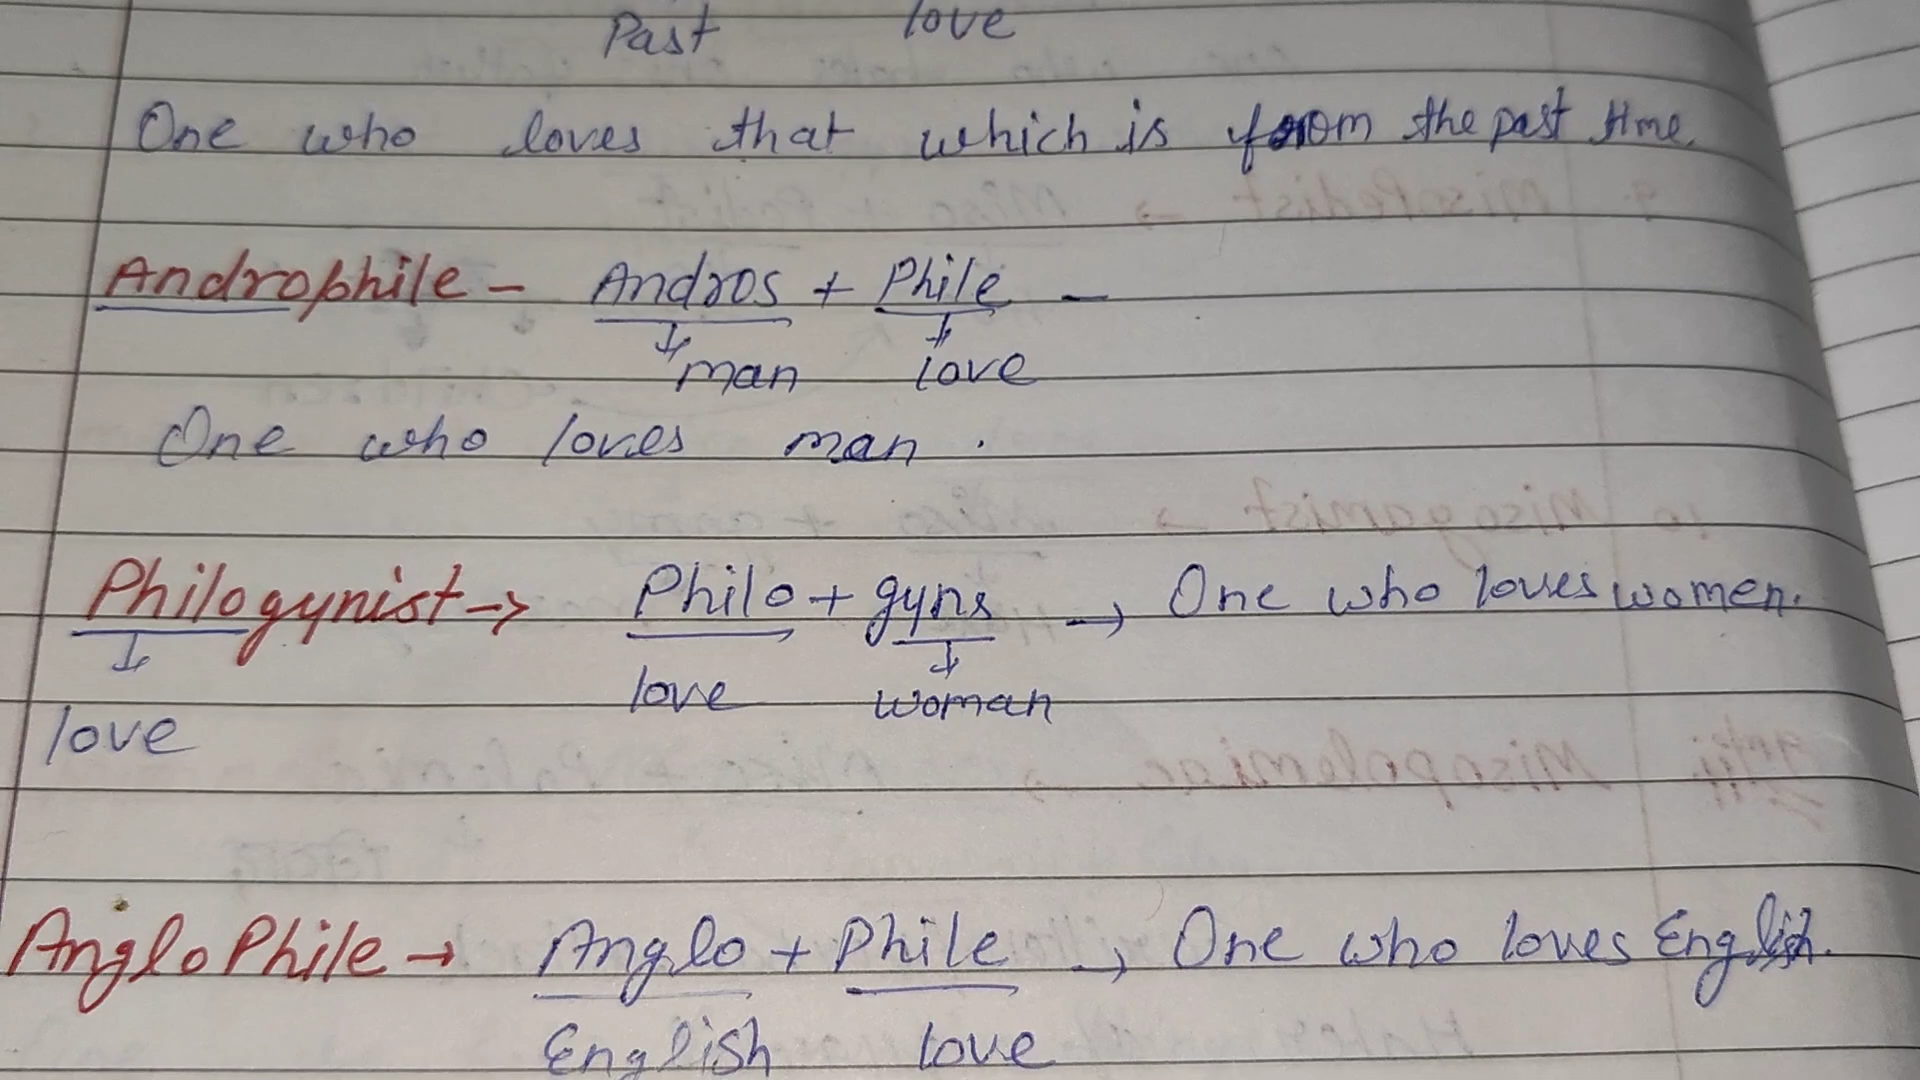 Past love
One who loves that which is from the past time.
Androphile - Andros + Phile -
man love
One who loves man.
Philogynist -> Philo + gyns -> One who loves women.
love woman
love
AngloPhile -> Anglo + Phile -> One who loves English.
English love